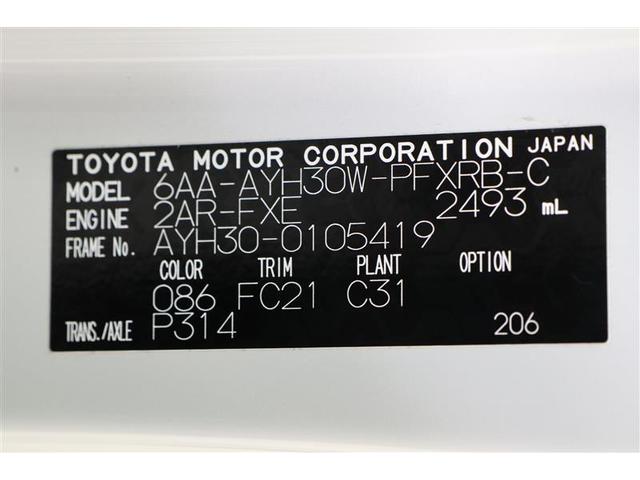 TOYOTA MOTOR CORPORATION JAPAN
MODEL 6AA-AYH30W-PFXRB-C
ENGINE 2AR-FXE 2493 mL
FRAME No. AYH30-0105419
COLOR TRIM PLANT OPTION
086 FC21 C31
TRANS./AXLE P314 206